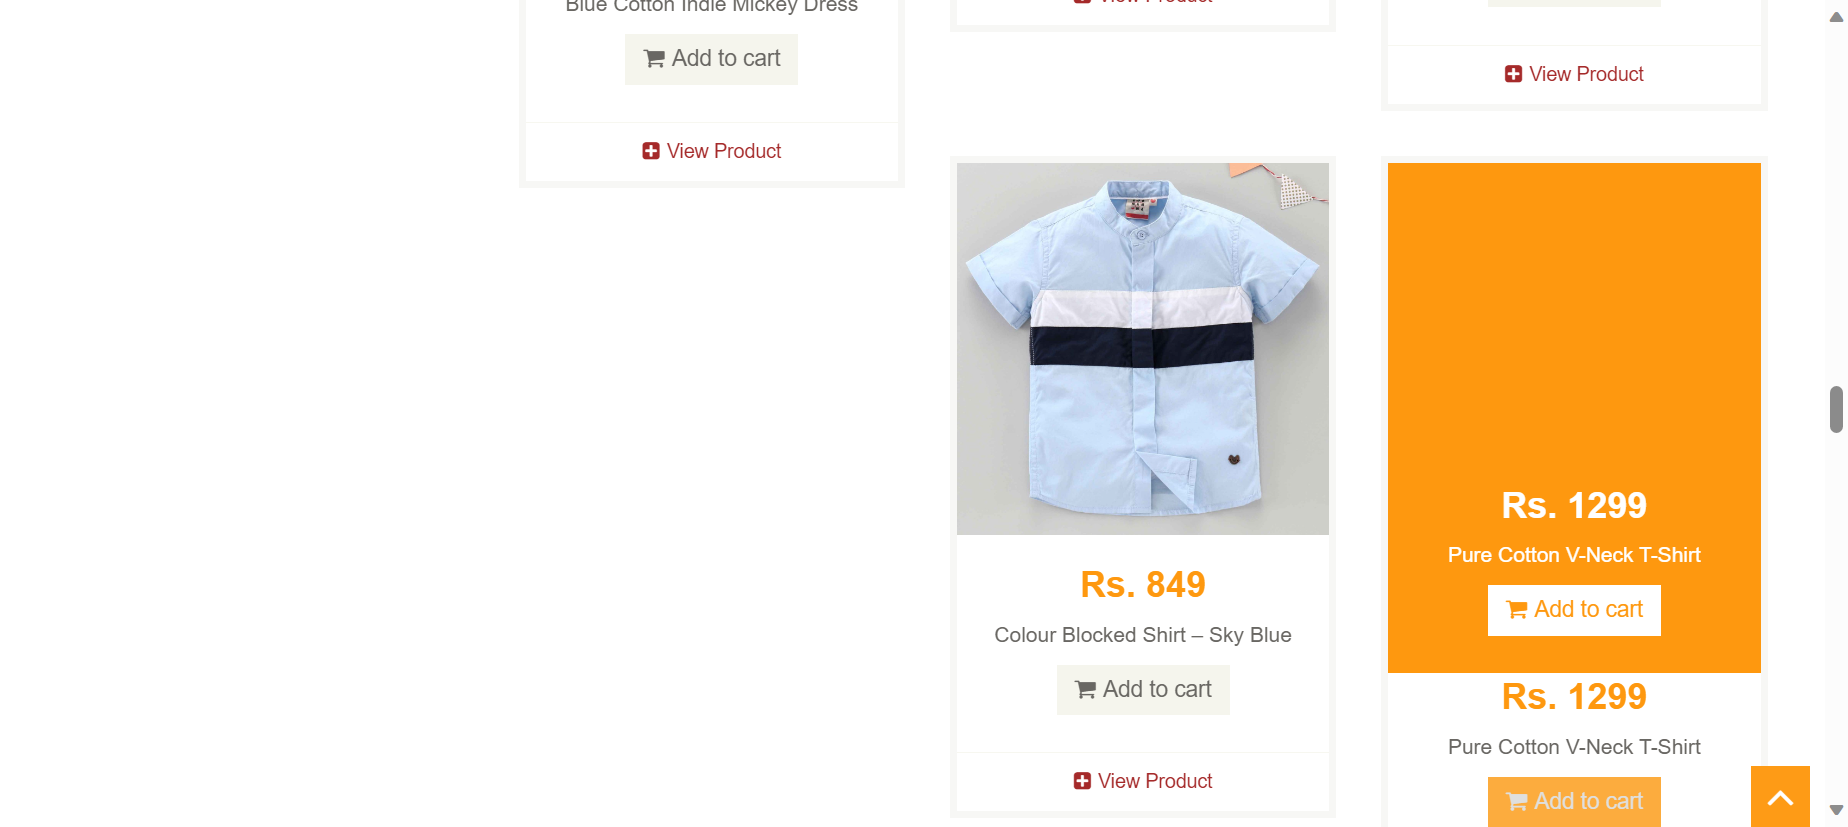 Blue Cotton Indie Mickey Dress
Add to cart
View Product
View Product
View Product
Rs. 849
Colour Blocked Shirt – Sky Blue
Add to cart
View Product
Rs. 1299
Pure Cotton V-Neck T-Shirt
Add to cart
Rs. 1299
Pure Cotton V-Neck T-Shirt
Add to cart